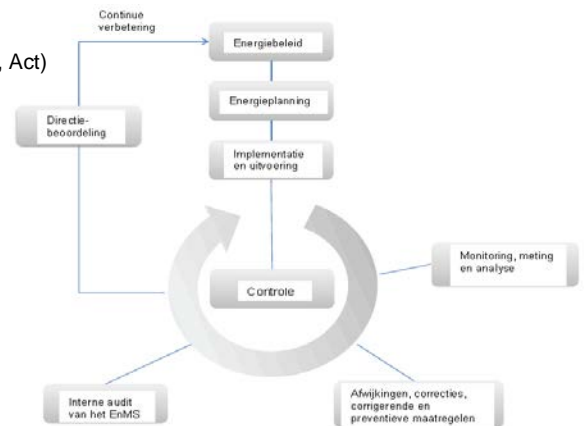 Continue
verbetering
, Act)
Energiebeleid
Energieplanning
Directie-
beoordeling
Implementatie
en uitvoering
Controle
Monitoring, meting
en analyse
Interne audit
van het EnMS
Afwijkingen, correcties,
corrigerende en
preventieve maatregelen